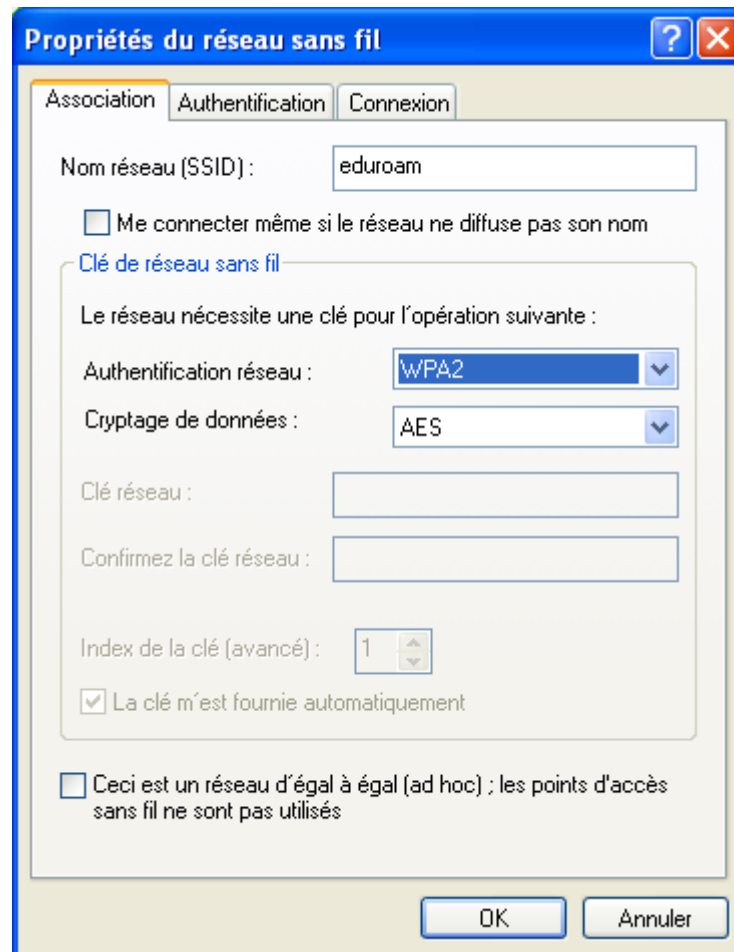 Propriétés du réseau sans fil
Association Authentification Connexion
Nom réseau (SSID) : eduroam
Me connecter même si le réseau ne diffuse pas son nom
Clé de réseau sans fil
Le réseau nécessite une clé pour l´opération suivante :
Authentification réseau : WPA2
Cryptage de données : AES
Clé réseau :
Confirmez la clé réseau :
Index de la clé (avancé) : 1
La clé m´est fournie automatiquement
Ceci est un réseau d´égal à égal (ad hoc) ; les points d'accès
sans fil ne sont pas utilisés
OK Annuler